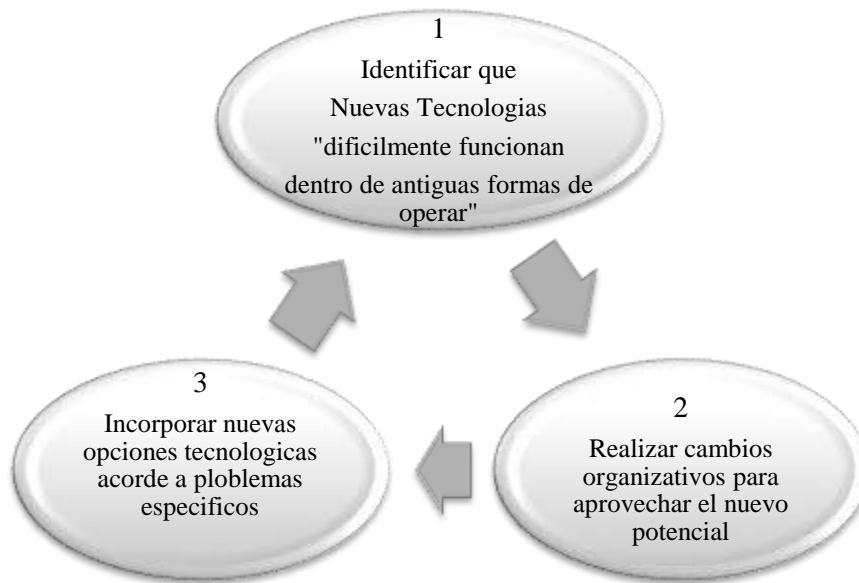 1
Identificar que
Nuevas Tecnologias
"dificilmente funcionan
dentro de antiguas formas de
operar"
2
Realizar cambios
organizativos para
aprovechar el nuevo
potencial
3
Incorporar nuevas
opciones tecnologicas
acorde a ploblemas
especificos